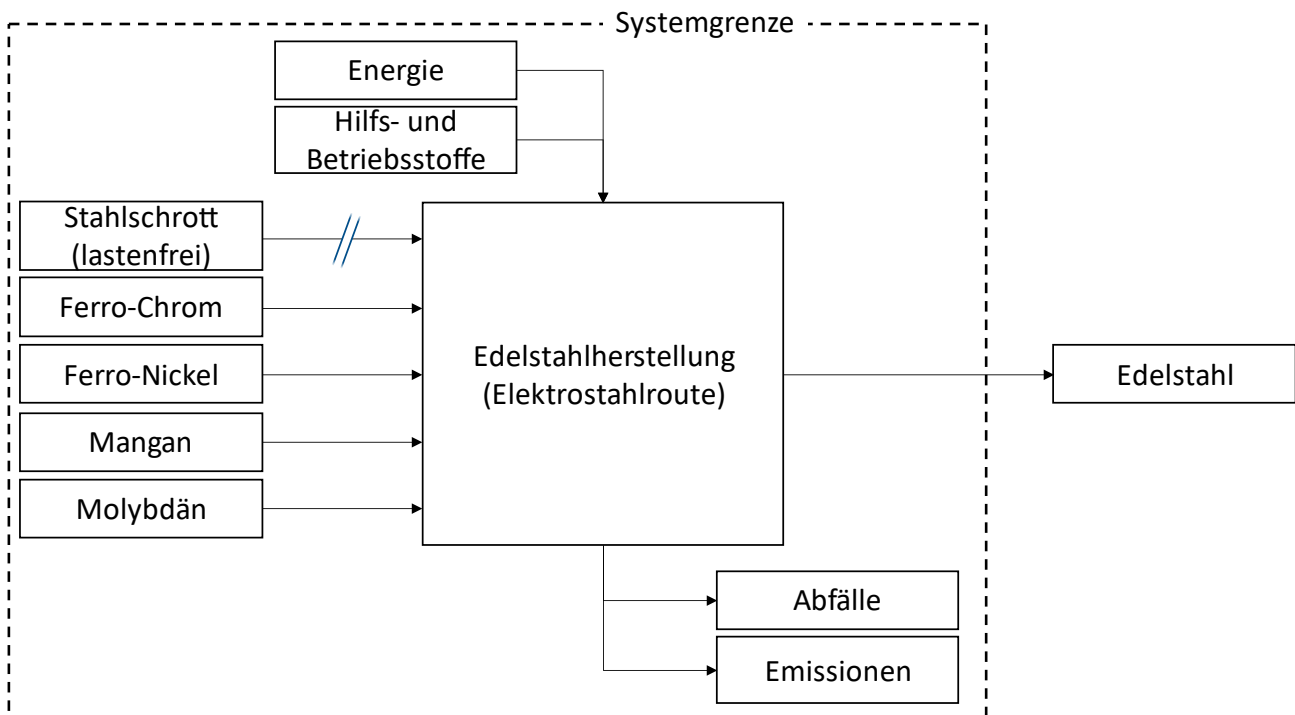 Systemgrenze
Energie
Hilfs- und
Betriebsstoffe
Stahlschrott
(lastenfrei)
Ferro-Chrom
Ferro-Nickel
Mangan
Molybdän
Edelstahlherstellung
(Elektrostahlroute)
Edelstahl
Abfälle
Emissionen